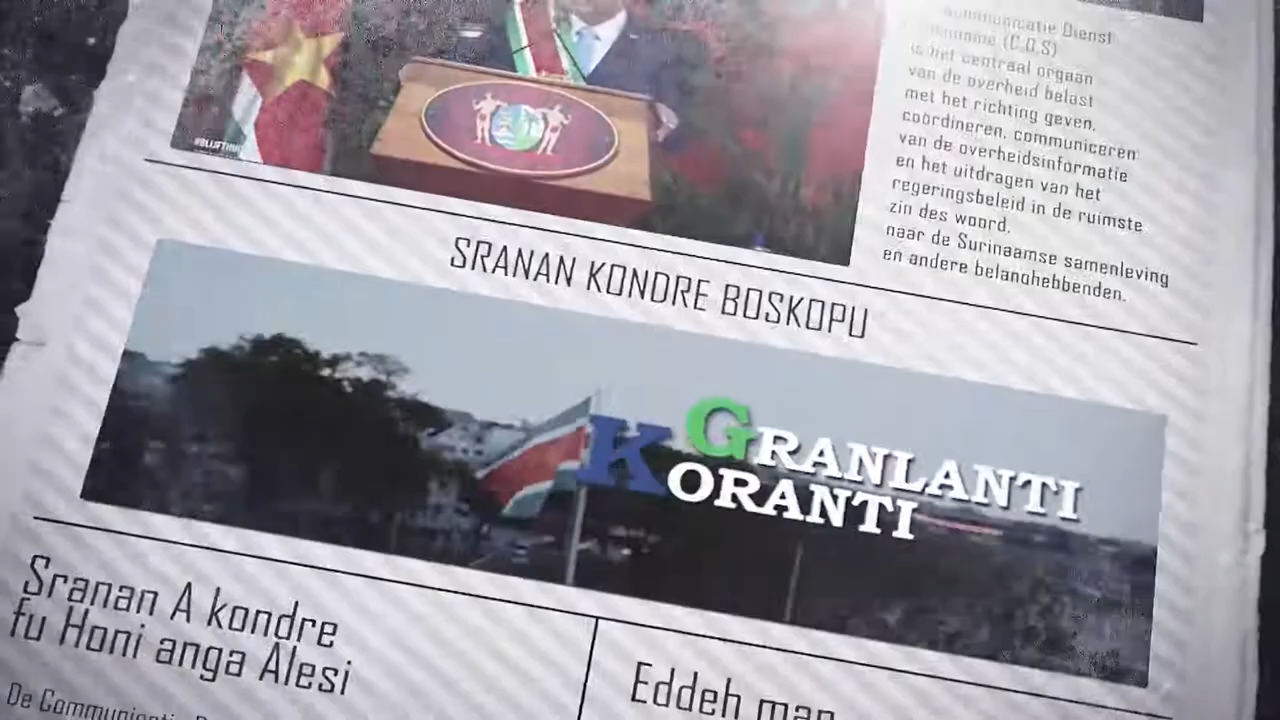 Dienst
(C.O.S)
is het centraal orgaan
van de overheid belast
met het richting geven,
coördineren, communiceren
van de overheidsinformatie
en het uitdragen van het
regeringsbeleid in de ruimste
zin des woord.
naar de Surinaamse samenleving
en andere belanghebbenden.
SRANAN KONDRE BOSKOPU
GRANLANTI
KORANTI
Sranan A kondre
fu Honi anga Alesi
De
Eddeh man